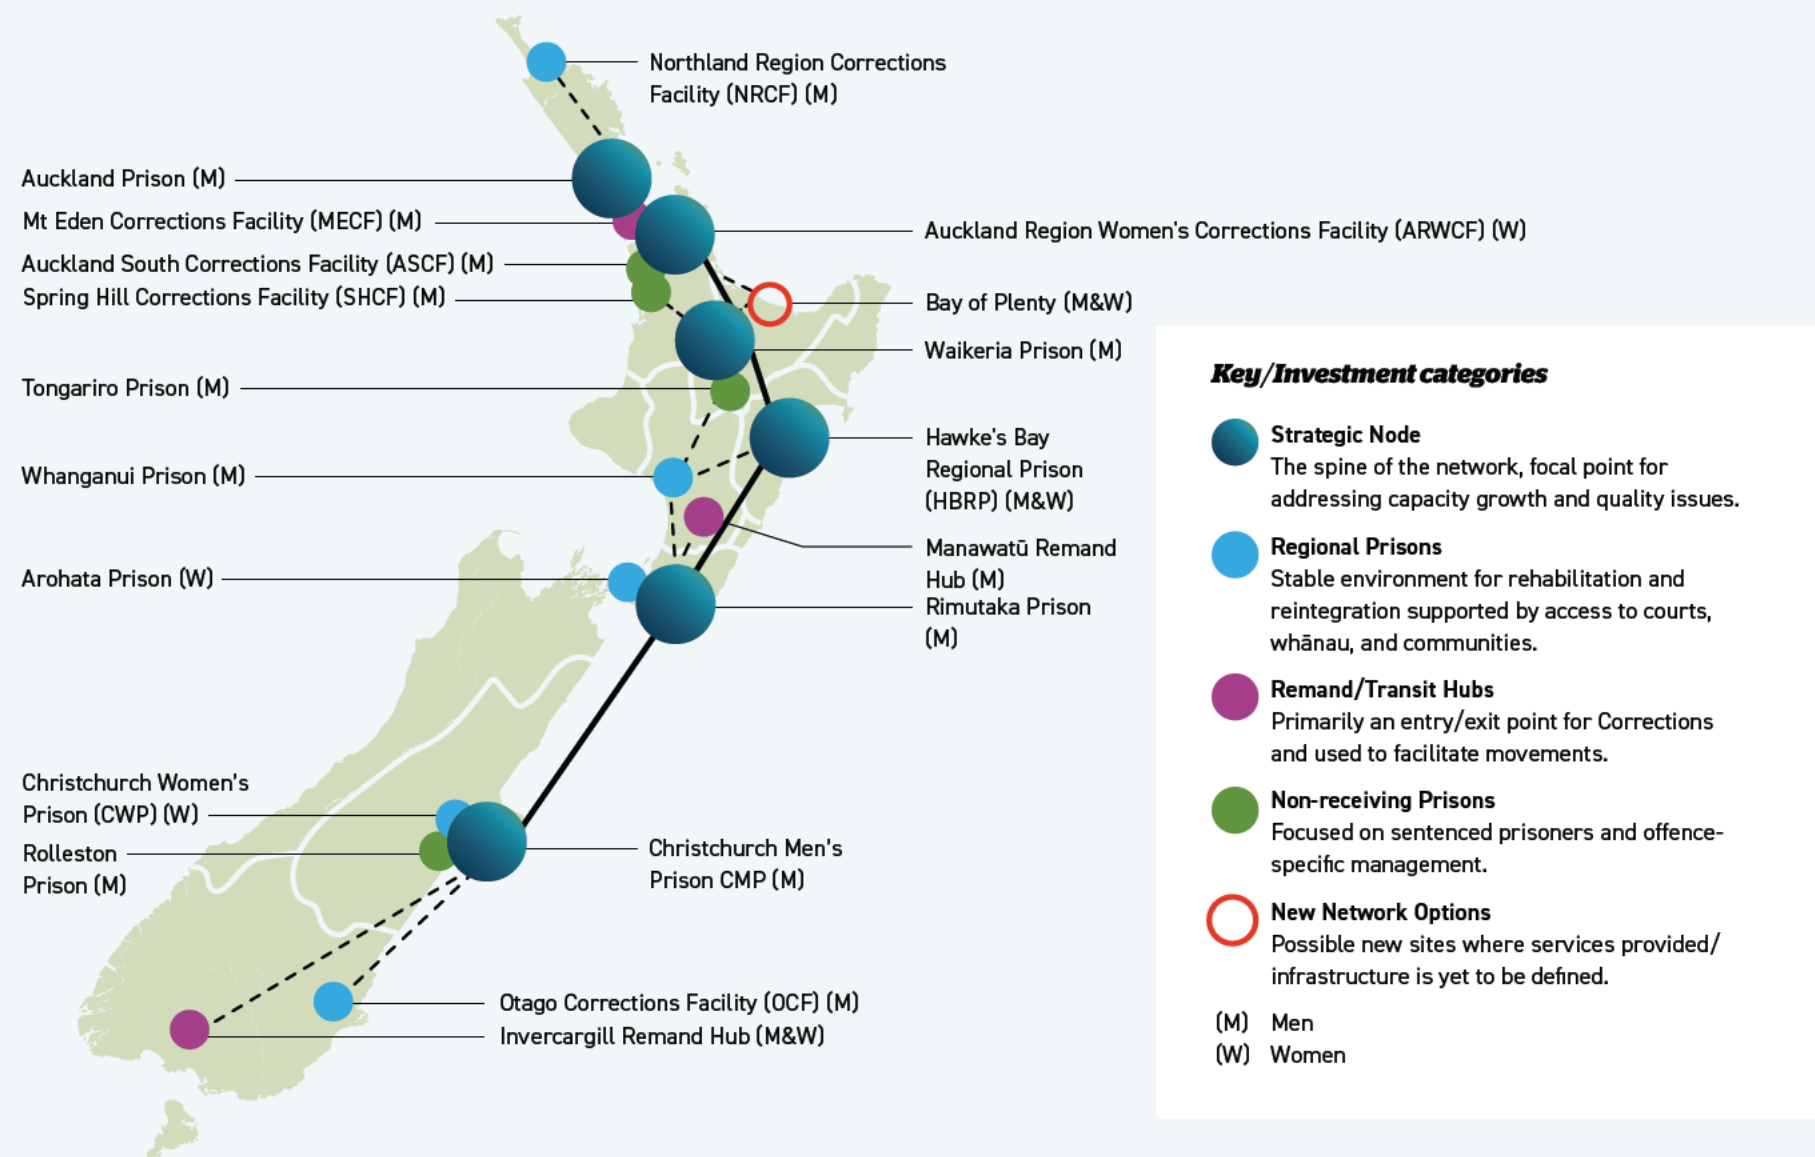 Northland Region Corrections
Facility (NRCF) (M)
Auckland Prison (M)
Mt Eden Corrections Facility (MECF) (M)
Auckland South Corrections Facility (ASCF) (M)
Spring Hill Corrections Facility (SHCF) (M)
Tongariro Prison (M)
Whanganui Prison (M)
Arohata Prison (W)
Christchurch Women's
Prison (CWP) (W)
Rolleston
Prison (M)
Auckland Region Women's Corrections Facility (ARWCF) (W)
Bay of Plenty (M&W)
Waikeria Prison (M)
Hawke's Bay
Regional Prison
(HBRP) (M&W)
Manawatū Remand
Hub (M)
Rimutaka Prison
(M)
Christchurch Men's
Prison CMP (M)
Otago Corrections Facility (OCF) (M)
Invercargill Remand Hub (M&W)
Key/Investment categories
Strategic Node
The spine of the network, focal point for
addressing capacity growth and quality issues.
Regional Prisons
Stable environment for rehabilitation and
reintegration supported by access to courts,
whānau, and communities.
Remand/Transit Hubs
Primarily an entry/exit point for Corrections
and used to facilitate movements.
Non-receiving Prisons
Focused on sentenced prisoners and offence-
specific management.
New Network Options
Possible new sites where services provided/
infrastructure is yet to be defined.
(M) Men
(W) Women